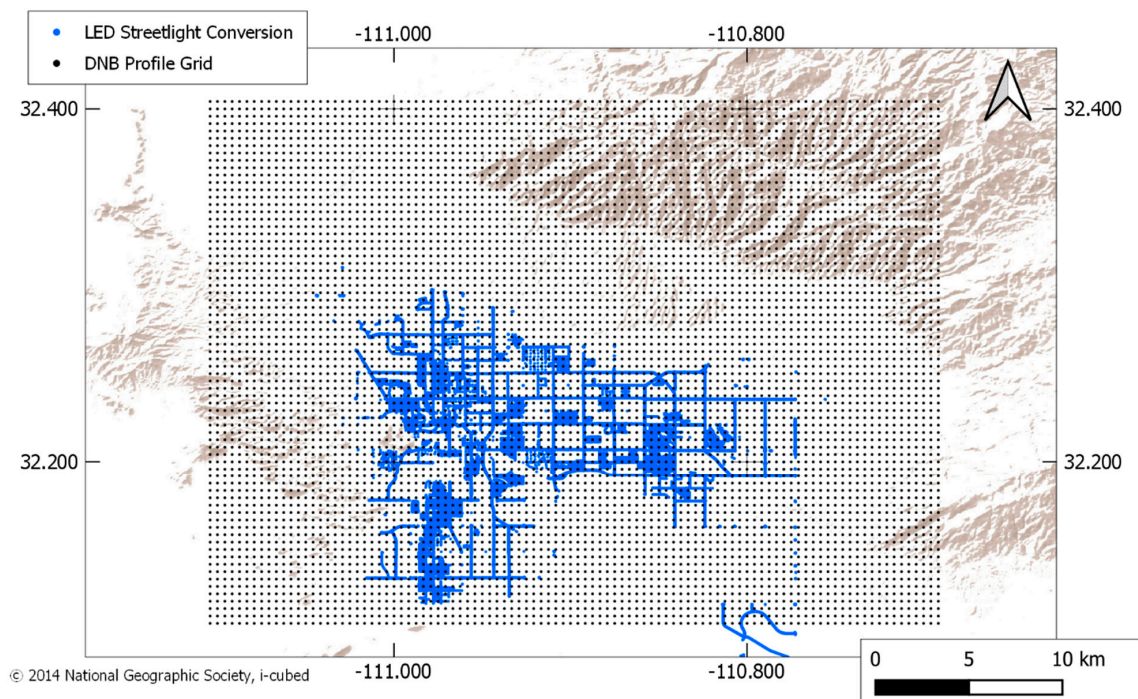 LED Streetlight Conversion
DNB Profile Grid
-111.000
-110.800
32.400
32.400
32.200
32.200
-111.000
-110.800
0 5 10 km
© 2014 National Geographic Society, i-cubed